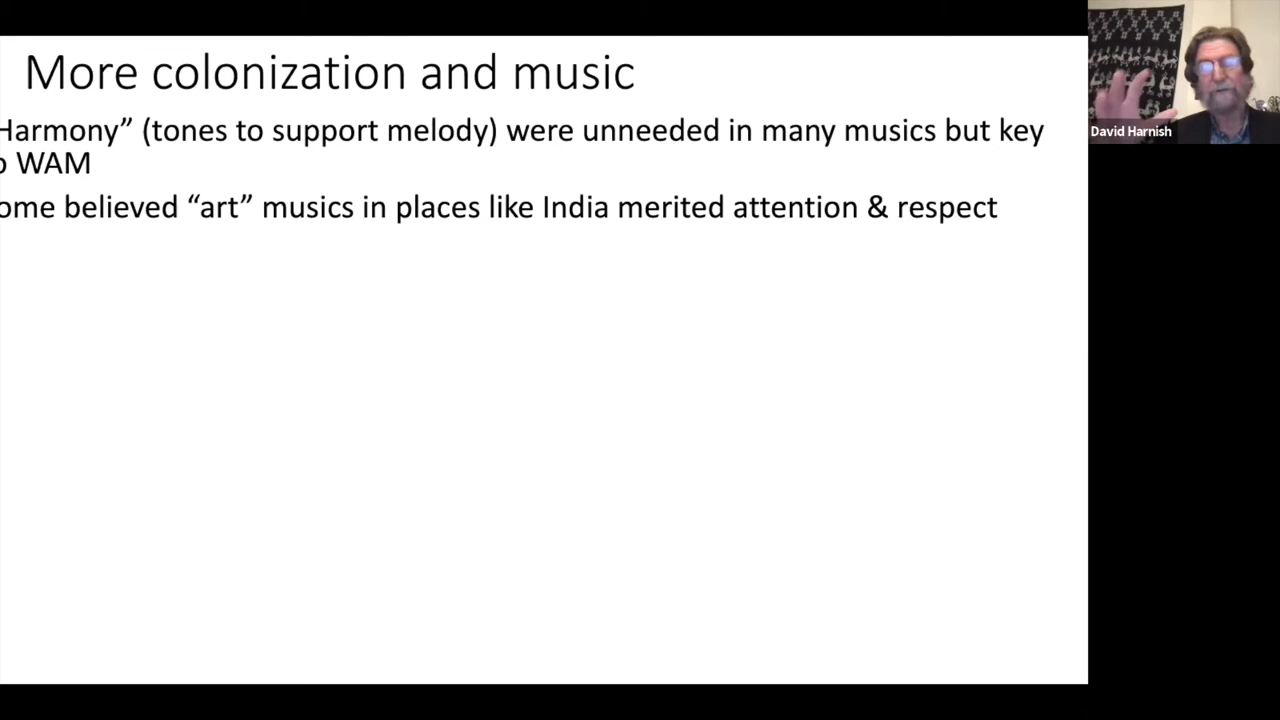 More colonization and music
Harmony” (tones to support melody) were unneeded in many musics but key
o WAM
ome believed “art” musics in places like India merited attention & respect
David Harnish